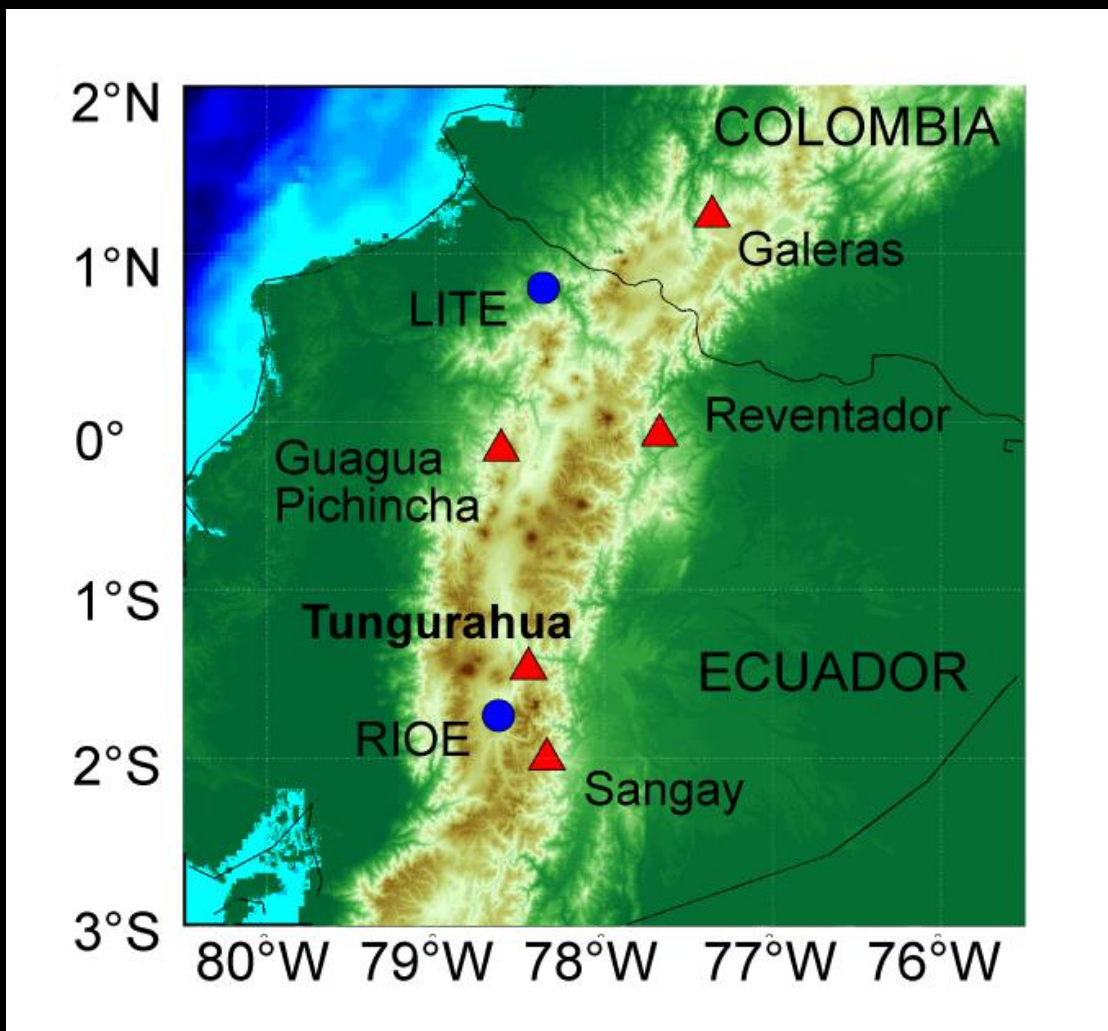 2°N
COLOMBIA
Galeras
1°N
LITE
Reventador
0°
Guagua
Pichincha
1°S
Tungurahua
ECUADOR
RIOE
2°S
Sangay
3°S
80°W 79°W 78°W 77°W 76°W